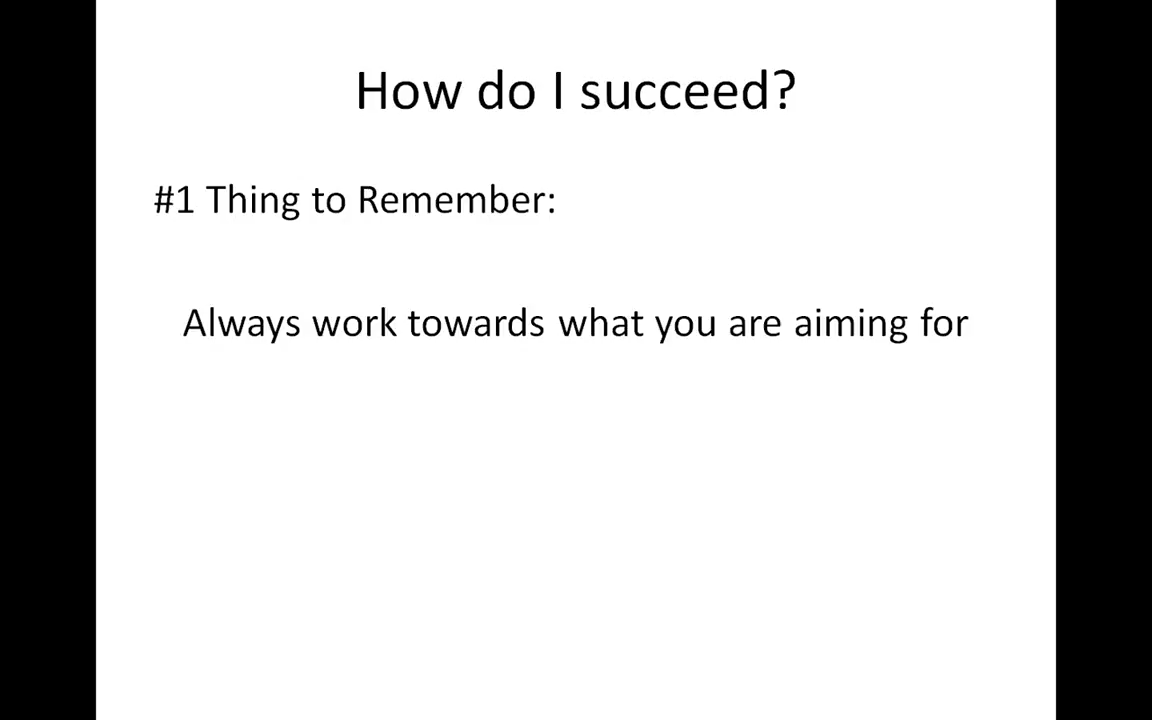 How do I succeed?
#1 Thing to Remember:
Always work towards what you are aiming for